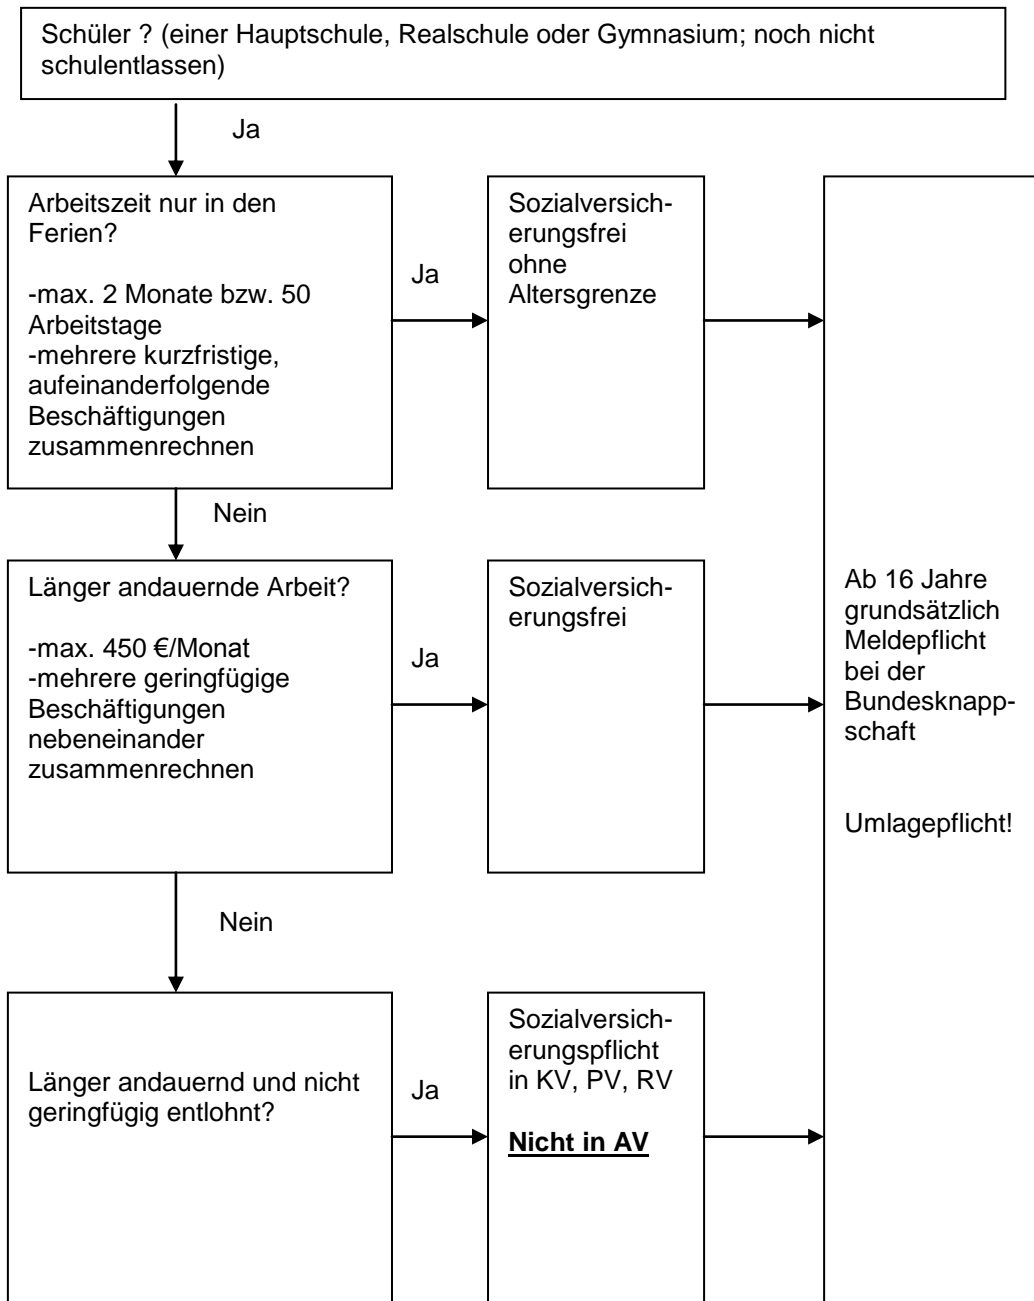 Schüler ? (einer Hauptschule, Realschule oder Gymnasium; noch nicht
schulentlassen)
Ja
Arbeitszeit nur in den
Ferien?
-max. 2 Monate bzw. 50
Arbeitstage
-mehrere kurzfristige,
aufeinanderfolgende
Beschäftigungen
zusammenrechnen
Ja
Sozialversich-
erungsfrei
ohne
Altersgrenze
Nein
Länger andauernde Arbeit?
-max. 450 €/Monat
-mehrere geringfügige
Beschäftigungen
nebeneinander
zusammenrechnen
Ja
Sozialversich-
erungsfrei
Ab 16 Jahre
grundsätzlich
Meldepflicht
bei der
Bundesknapp-
schaft
Umlagepflicht!
Nein
Länger andauernd und nicht
geringfügig entlohnt?
Ja
Sozialversich-
erungspflicht
in KV, PV, RV
Nicht in AV